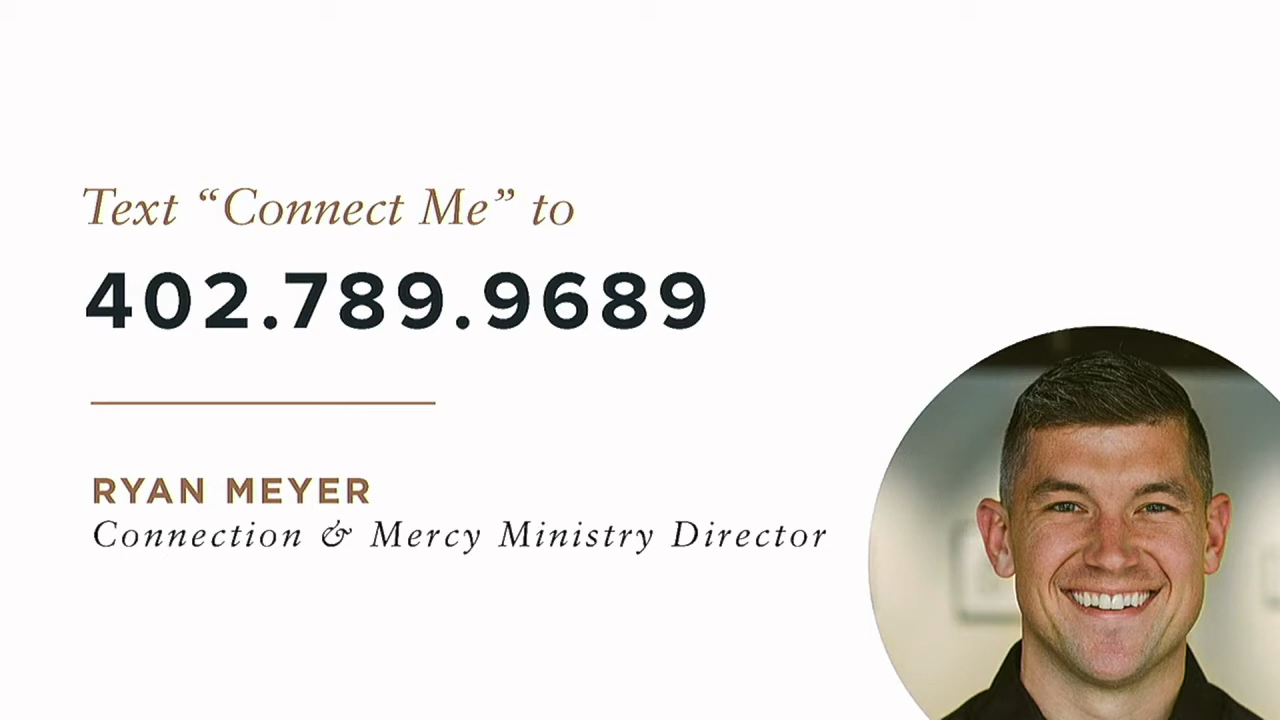 Text “Connect Me” to
402.789.9689
RYAN MEYER
Connection & Mercy Ministry Director